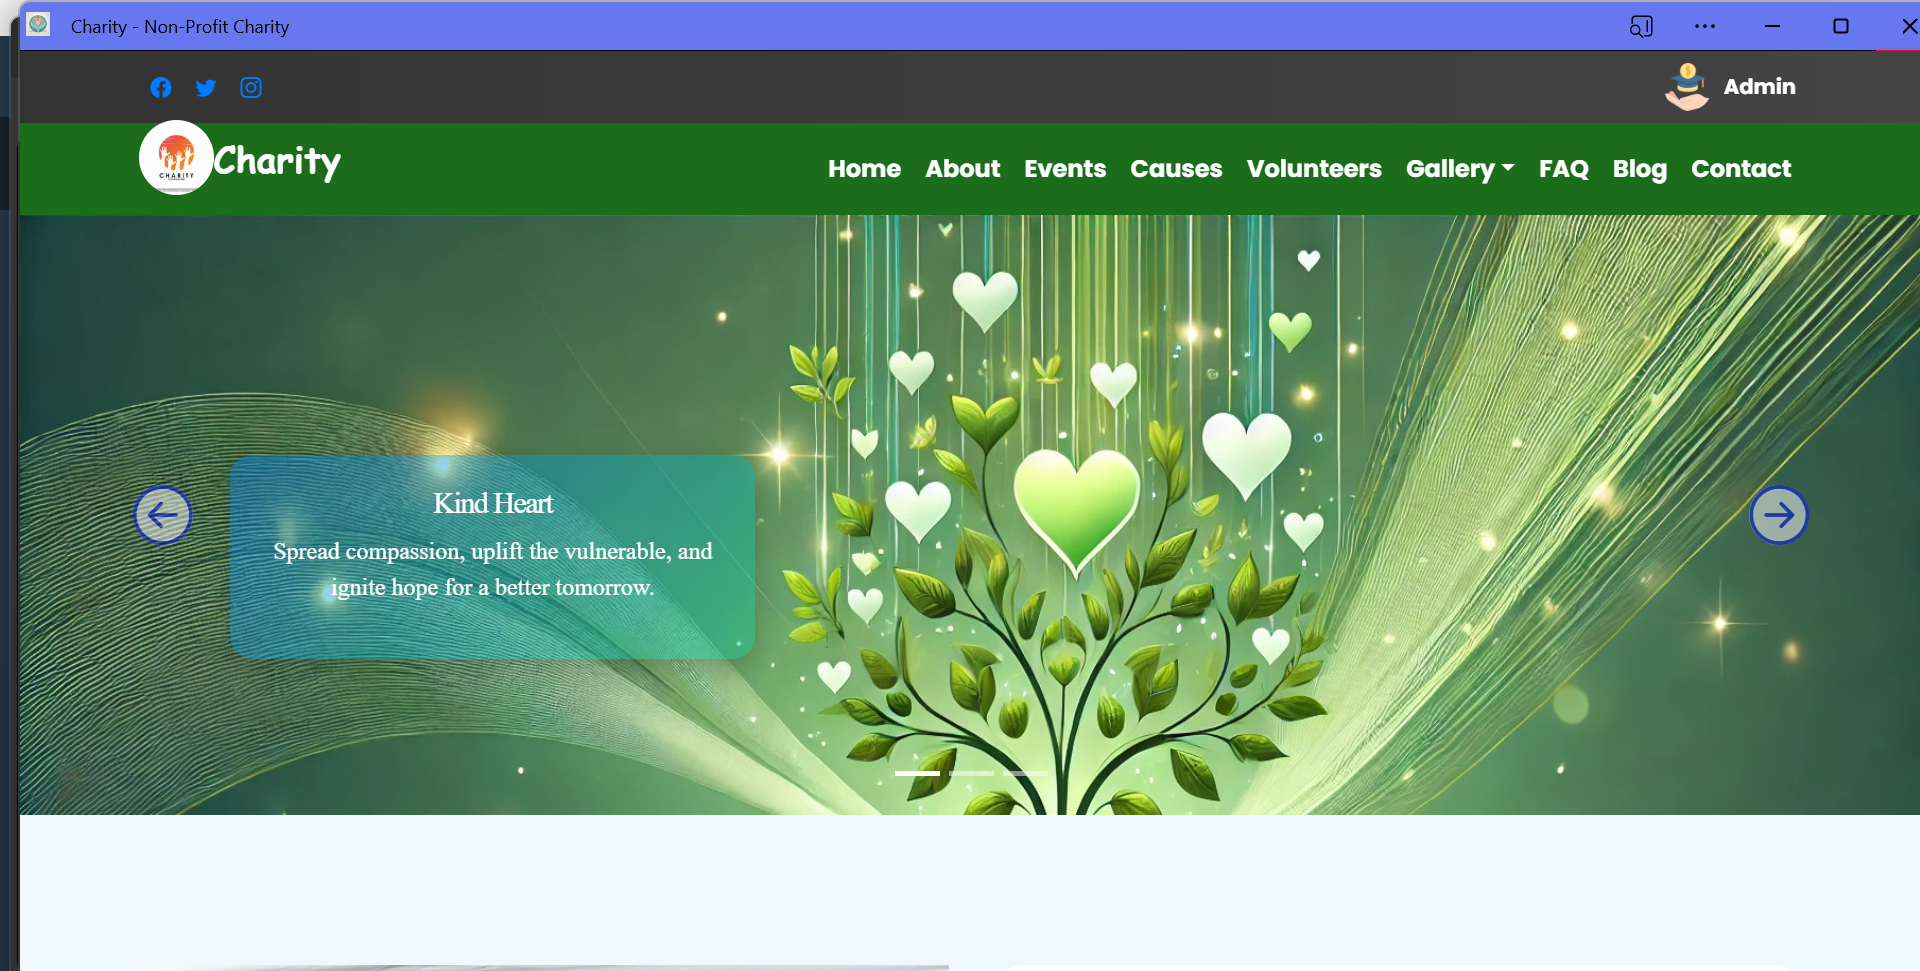 Charity - Non-Profit Charity
Admin
CHARITY
Charity
Home About Events Causes Volunteers Gallery FAQ Blog Contact
Kind Heart
Spread compassion, uplift the vulnerable, and
ignite hope for a better tomorrow.